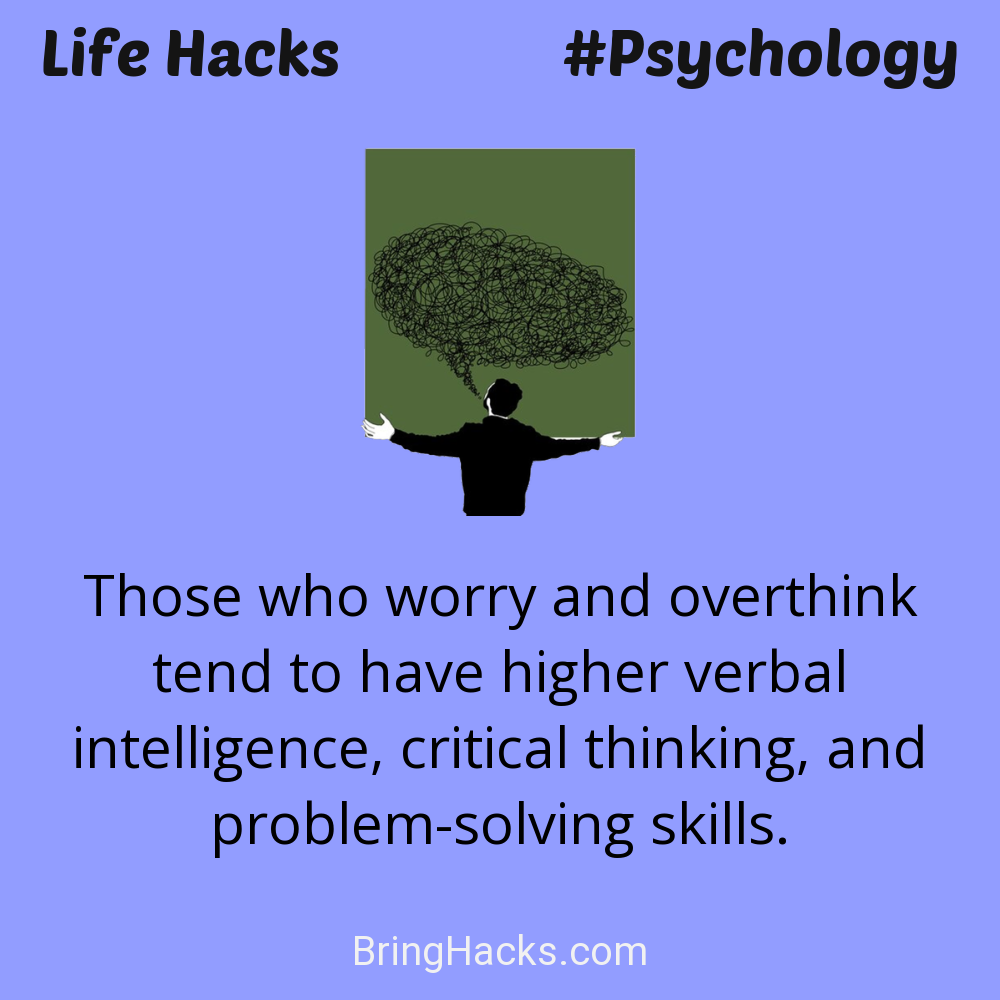 Life Hacks #Psychology
Those who worry and overthink
tend to have higher verbal
intelligence, critical thinking, and
problem-solving skills.
BringHacks.com